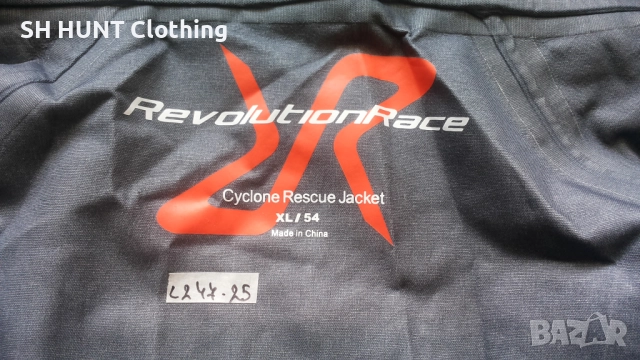 SH HUNT Clothing
RevolutionRace
Cyclone Rescue Jacket
XL / 54
Made in China
L247-25
BAZAR